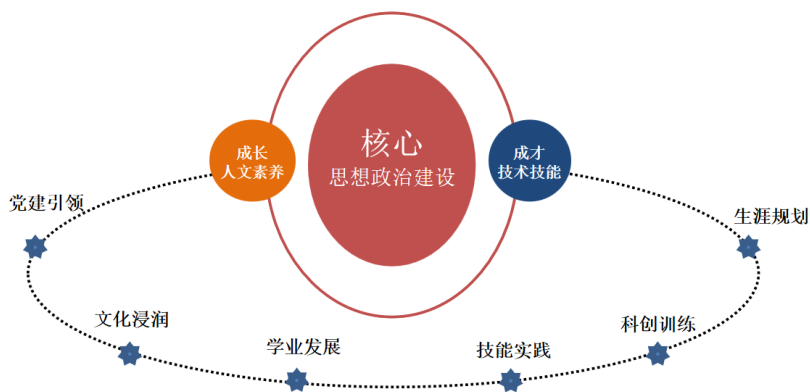 核心
思想政治建设
成长
人文素养
成才
技术技能
党建引领
文化浸润
学业发展
技能实践
科创训练
生涯规划